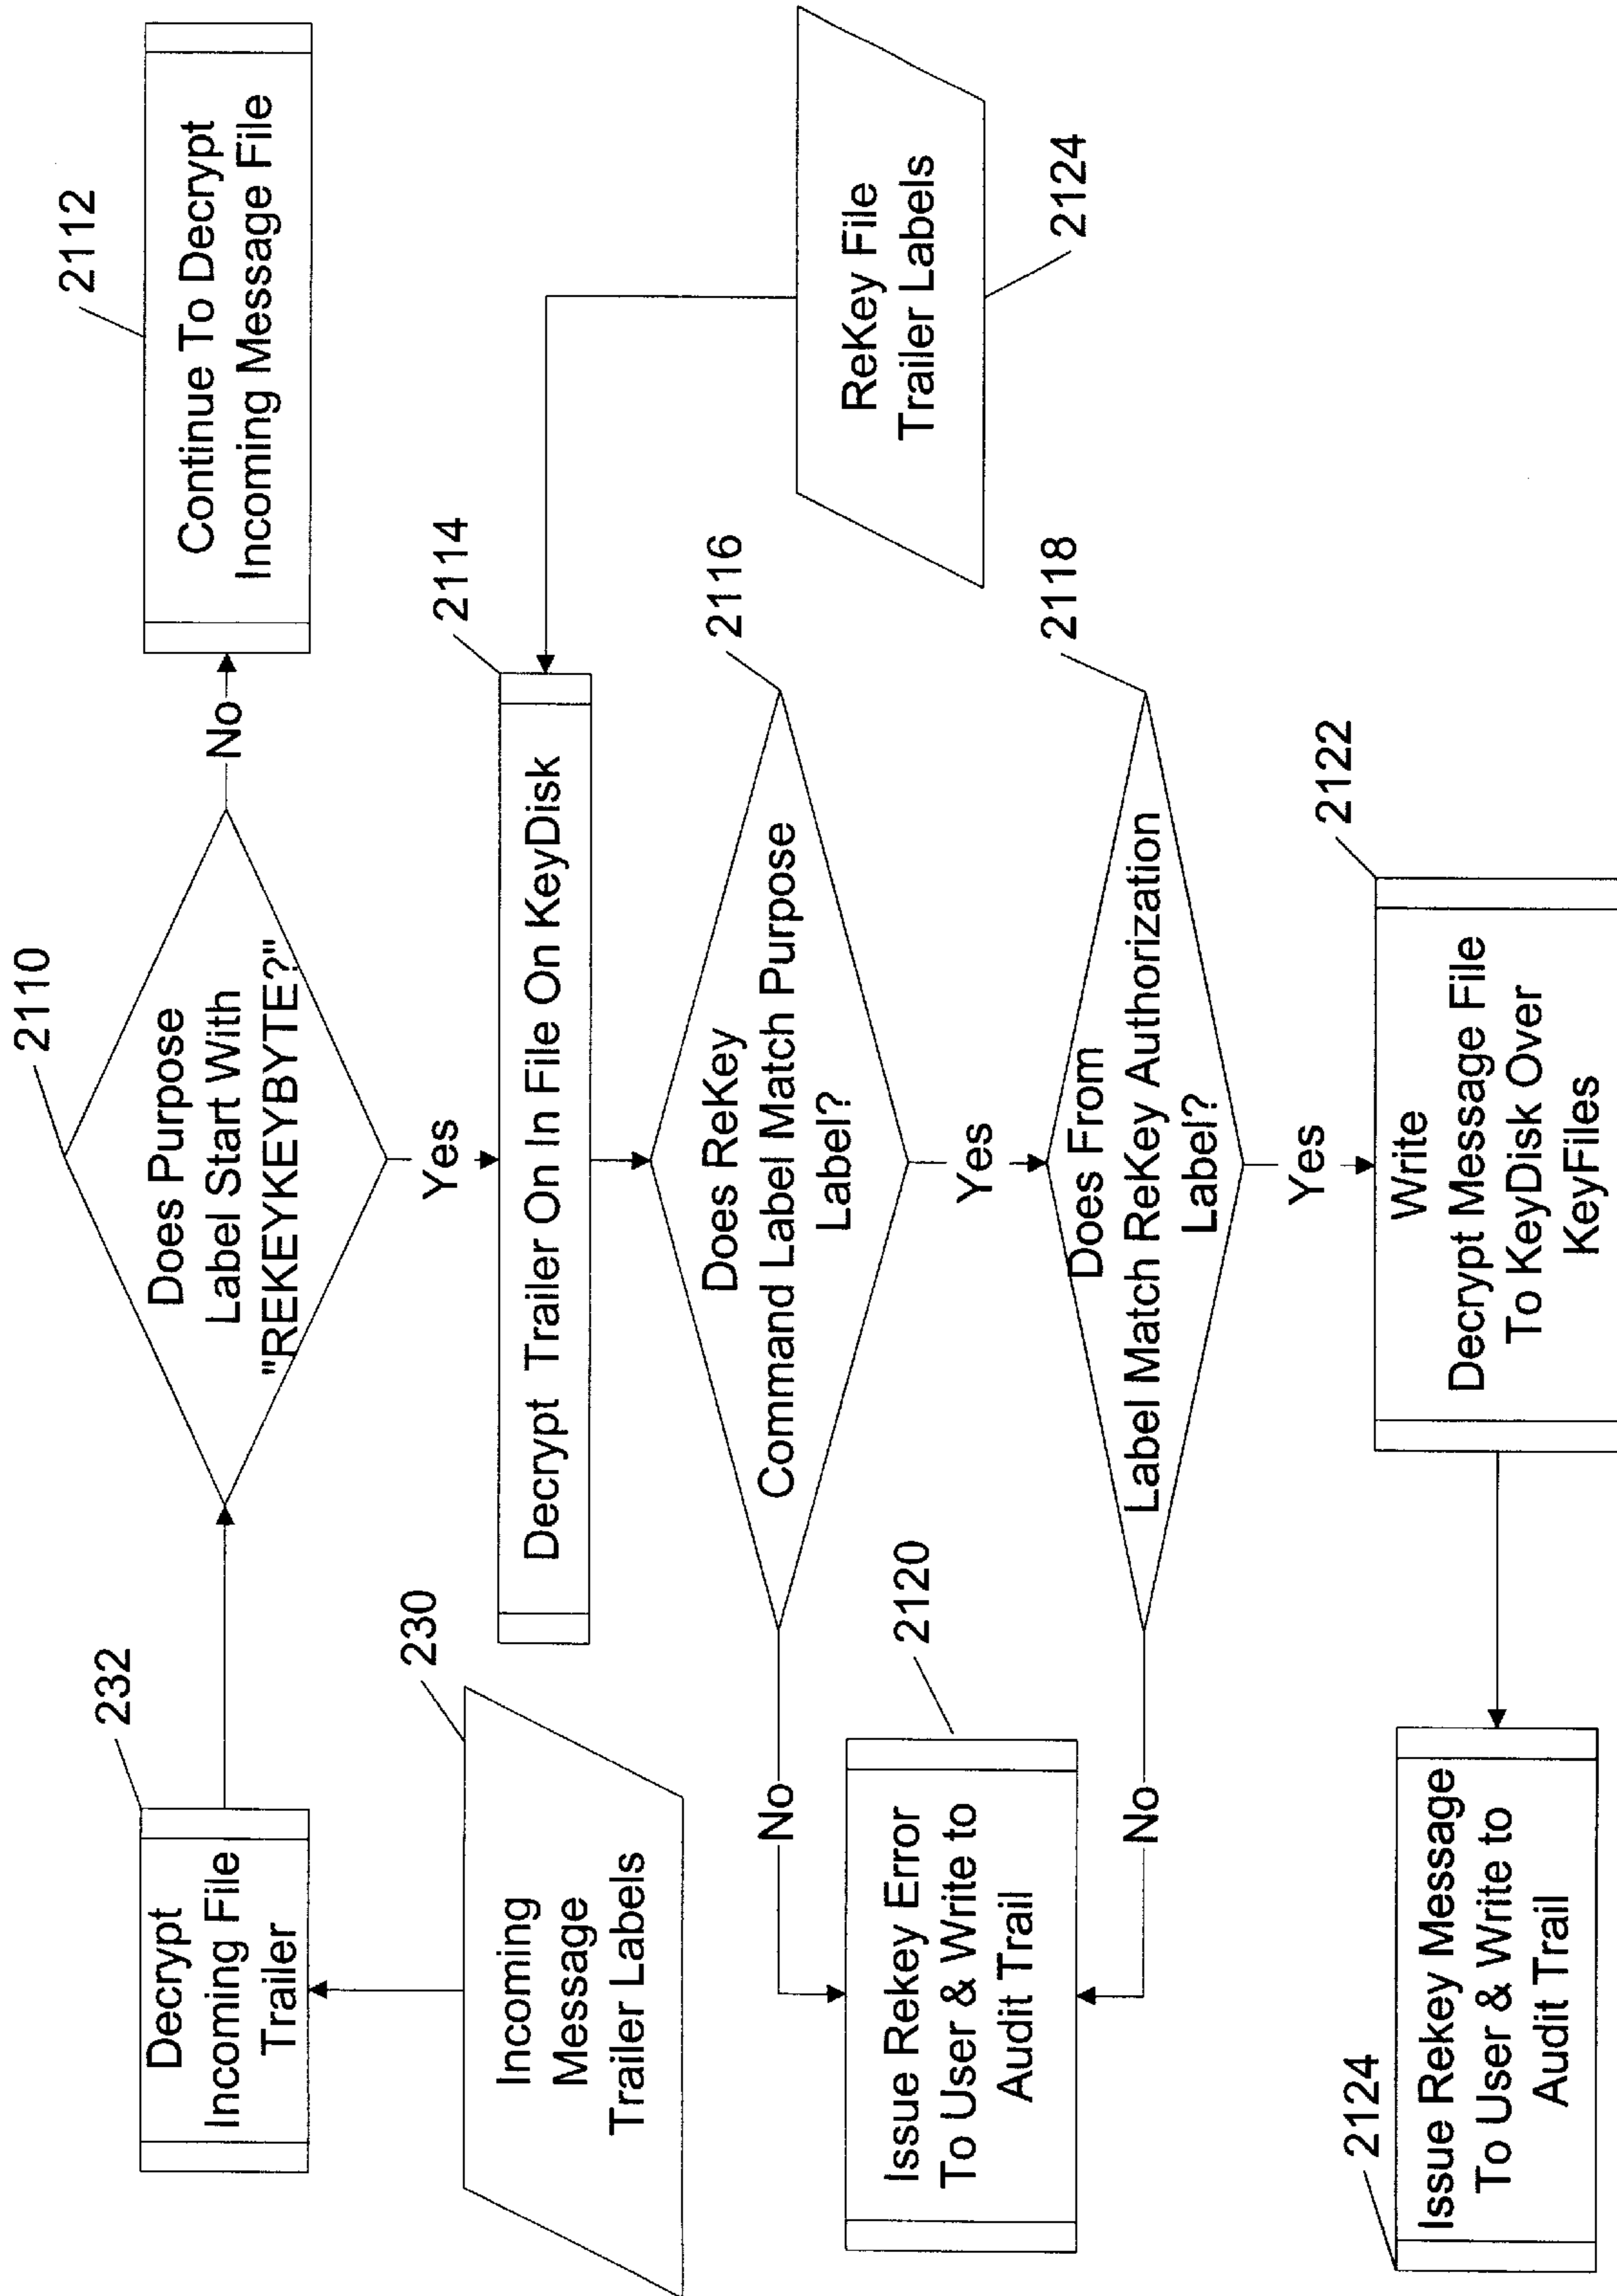 232
Decrypt
Incoming File
Trailer
230
Incoming
Message
Trailer Labels
2110
Does Purpose
Label Start With
"REKEYKEYBYTE?"
No
2112
Continue To Decrypt
Incoming Message File
Yes
2114
Decrypt Trailer On In File On KeyDisk
ReKey File
Trailer Labels
2124
2116
Does ReKey
Command Label Match Purpose
Label?
No
Yes
2120
Issue Rekey Error
To User & Write to
Audit Trail
2118
Does From
Label Match ReKey Authorization
Label?
No
Yes
2122
Write
Decrypt Message File
To KeyDisk Over
KeyFiles
2124
Issue Rekey Message
To User & Write to
Audit Trail